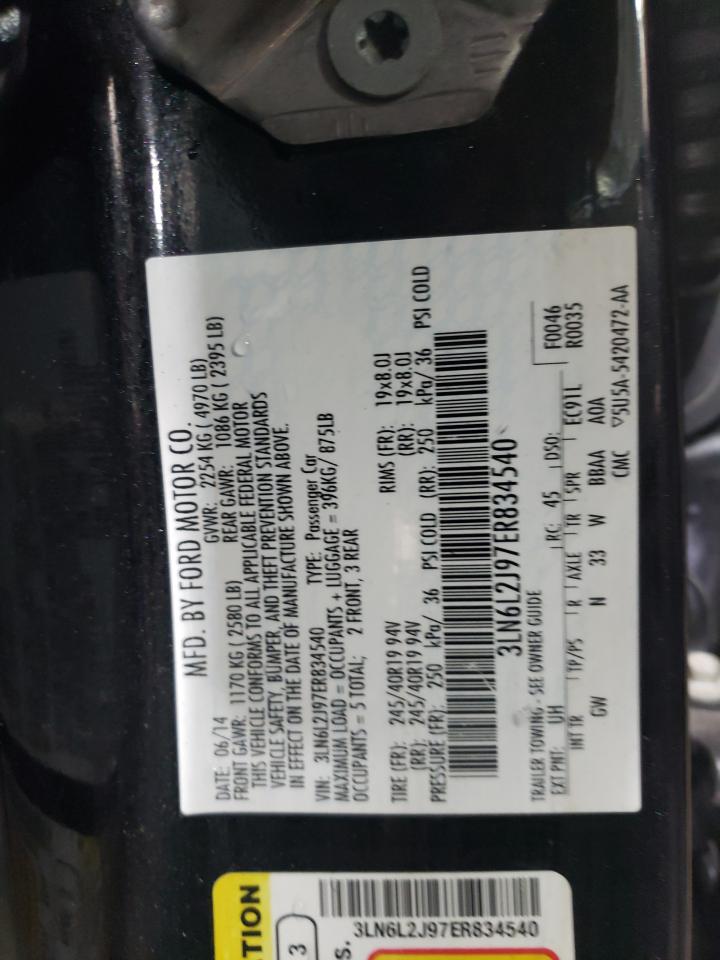 MFD. BY FORD MOTOR CO.
DATE: 06/14 GVWR: 2254 KG ( 4970 LB)
FRONT GAWR: 1170 KG ( 2580 LB) REAR GAWR: 1086 KG ( 2395 LB)
THIS VEHICLE CONFORMS TO ALL APPLICABLE FEDERAL MOTOR
VEHICLE SAFETY, BUMPER, AND THEFT PREVENTION STANDARDS
IN EFFECT ON THE DATE OF MANUFACTURE SHOWN ABOVE.
VIN: 3LN6L2J97ER834540 TYPE: Passenger Car
MAXIMUM LOAD = OCCUPANTS + LUGGAGE = 396KG/ 875LB
OCCUPANTS = 5 TOTAL; 2 FRONT, 3 REAR
TIRE (FR): 245/40R19 94V RIMS (FR): 19x8.0J
(RR): 245/40R19 94V (RR): 19x8.0J
PRESSURE (FR): 250 kPa/ 36 PSI COLD (RR): 250 kPa/ 36 PSI COLD
3LN6L2J97ER834540
TRAILER TOWING - SEE OWNER GUIDE
EXT PNT: UH RC: 45 DSO: F0046
R0035
INT TR TP/PS R AXLE TR SPR EC91L
GW N 33 W BBAA A0A
CMC ▽5U5A-5420472-AA
3LN6L2J97ER834540
3